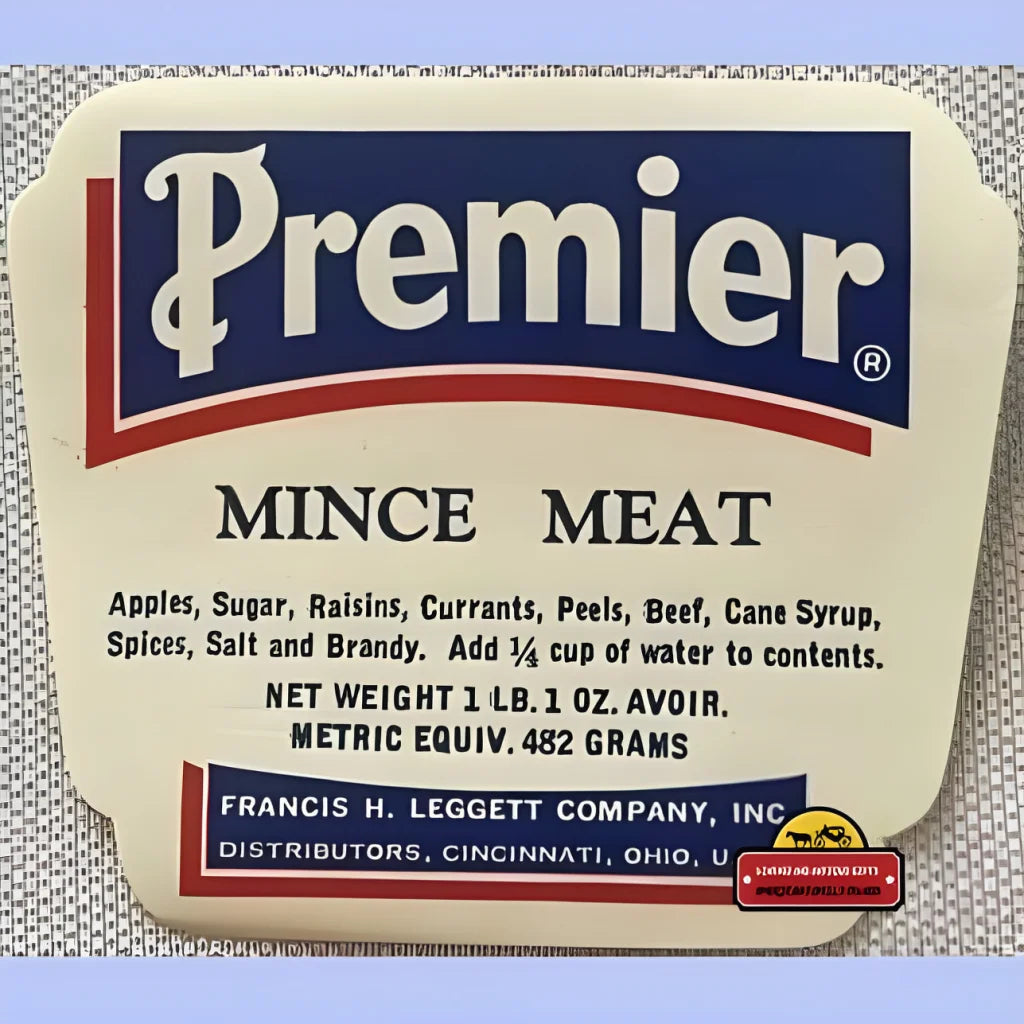 Premier
®
MINCE MEAT
Apples, Sugar, Raisins, Currants, Peels, Beef, Cane Syrup,
Spices, Salt and Brandy. Add ¼ cup of water to contents.
NET WEIGHT 1 LB. 1 OZ. AVOIR.
METRIC EQUIV. 482 GRAMS
FRANCIS H. LEGGETT COMPANY, INC
DISTRIBUTORS, CINCINNATI, OHIO, U